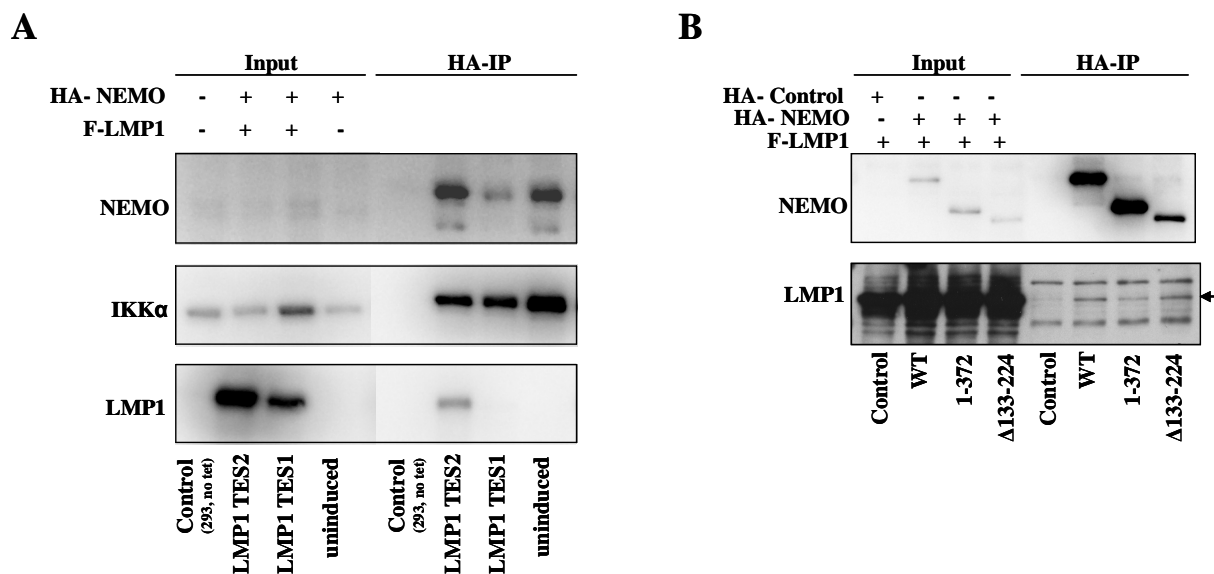 A
Input
HA-IP
HA- NEMO
- + + +
F-LMP1
- + + -
NEMO
IKKα
LMP1
Control
(293, no tet)
LMP1 TES2
LMP1 TES1
uninduced
Control
(293, no tet)
LMP1 TES2
LMP1 TES1
uninduced
B
Input
HA-IP
HA- Control
+ - - -
HA- NEMO
- + + +
F-LMP1
+ + + +
NEMO
LMP1
Control
WT
1-372
Δ133-224
Control
WT
1-372
Δ133-224